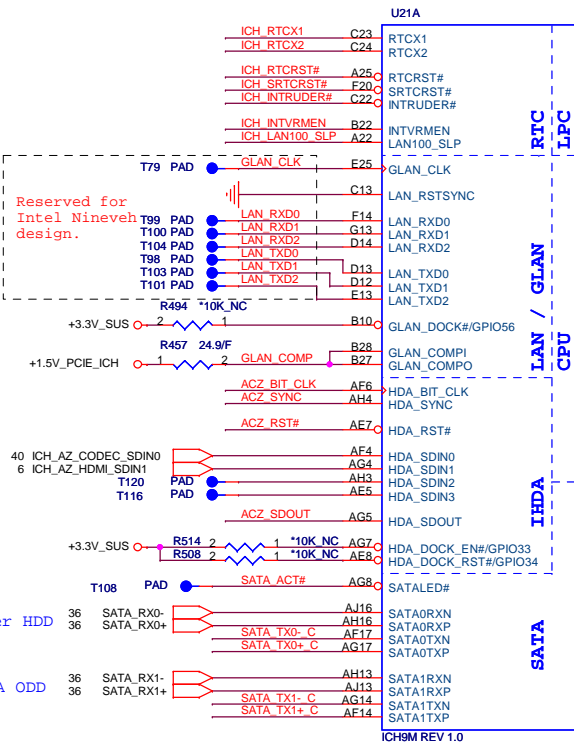 U21A
ICH_RTCX1 C23 RTCX1
ICH_RTCX2 C24 RTCX2
ICH_RTCRST# A25 RTCRST#
ICH_SRTCRST# F20 SRTCRST#
ICH_INTRUDER# C22 INTRUDER#
ICH_INTVRMEN B22 INTVRMEN
ICH_LAN100_SLP A22 LAN100_SLP
RTC LPC
T79 PAD GLAN_CLK E25 GLAN_CLK
C13 LAN_RSTSYNC
Reserved for
Intel Nineveh
design.
T99 PAD LAN_RXD0 F14 LAN_RXD0
T100 PAD LAN_RXD1 G13 LAN_RXD1
T104 PAD LAN_RXD2 D14 LAN_RXD2
T98 PAD LAN_TXD0 D13 LAN_TXD0
T103 PAD LAN_TXD1 D12 LAN_TXD1
T101 PAD LAN_TXD2 E13 LAN_TXD2
LAN / GLAN CPU
R494 *10K_NC
+3.3V_SUS 2 1 B10 GLAN_DOCK#/GPIO56
R457 24.9/F
+1.5V_PCIE_ICH 1 2 GLAN_COMP B28 GLAN_COMPI
B27 GLAN_COMPO
ACZ_BIT_CLK AF6 HDA_BIT_CLK
ACZ_SYNC AH4 HDA_SYNC
ACZ_RST# AE7 HDA_RST#
40 ICH_AZ_CODEC_SDIN0 AF4 HDA_SDIN0
6 ICH_AZ_HDMI_SDIN1 AG4 HDA_SDIN1
T120 PAD AH3 HDA_SDIN2
T116 PAD AE5 HDA_SDIN3
ACZ_SDOUT AG5 HDA_SDOUT
IHDA
+3.3V_SUS R514 2 1 *10K_NC AG7 HDA_DOCK_EN#/GPIO33
R508 2 1 *10K_NC AE8 HDA_DOCK_RST#/GPIO34
T108 PAD SATA_ACT# AG8 SATALED#
HDD 36 SATA_RX0- AJ16 SATA0RXN
36 SATA_RX0+ AH16 SATA0RXP
SATA_TX0-_C AF17 SATA0TXN
SATA_TX0+_C AG17 SATA0TXP
SATA
ODD 36 SATA_RX1- AH13 SATA1RXN
36 SATA_RX1+ AJ13 SATA1RXP
SATA_TX1-_C AG14 SATA1TXN
SATA_TX1+_C AF14 SATA1TXP
ICH9M REV 1.0